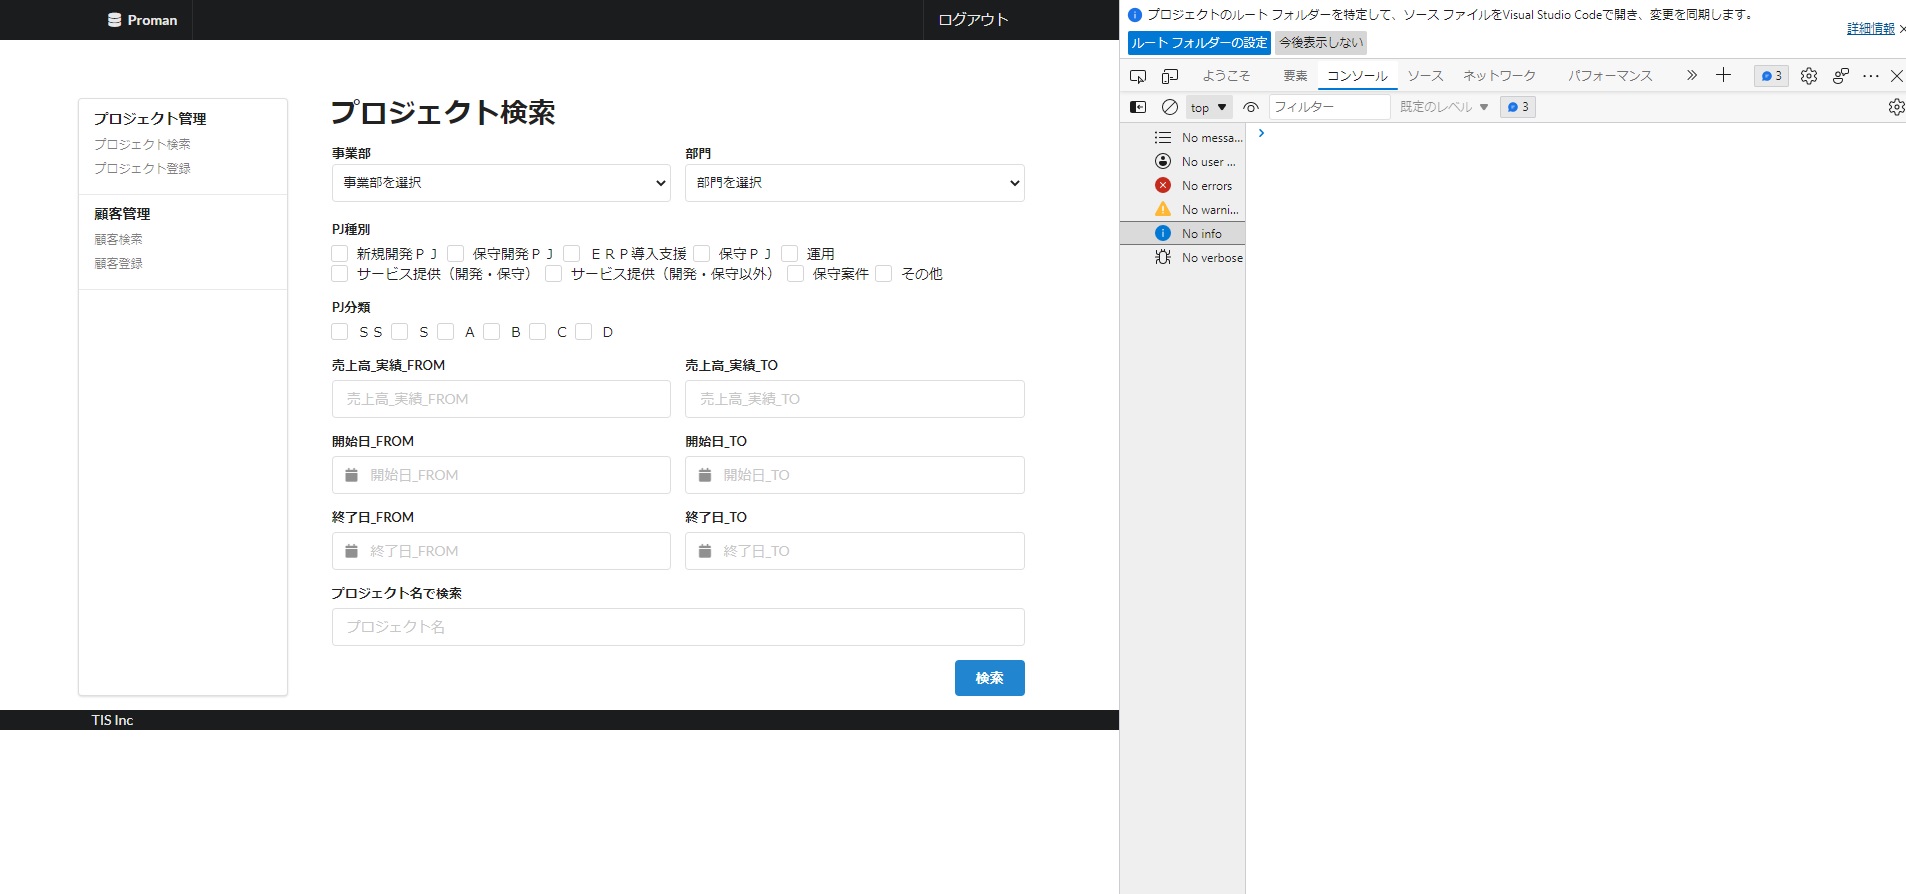 Proman
ログアウト
プロジェクト管理
プロジェクト検索
プロジェクト登録
顧客管理
顧客検索
顧客登録
プロジェクト検索
事業部 部門
事業部を選択 部門を選択
PJ種別
新規開発ＰＪ 保守開発ＰＪ ＥＲＰ導入支援 保守ＰＪ 運用
サービス提供（開発・保守） サービス提供（開発・保守以外） 保守案件 その他
PJ分類
ＳＳ Ｓ Ａ Ｂ Ｃ Ｄ
売上高_実績_FROM 売上高_実績_TO
売上高_実績_FROM 売上高_実績_TO
開始日_FROM 開始日_TO
開始日_FROM 開始日_TO
終了日_FROM 終了日_TO
終了日_FROM 終了日_TO
プロジェクト名で検索
プロジェクト名
検索
TIS Inc
プロジェクトのルート フォルダーを特定して、ソース ファイルをVisual Studio Codeで開き、変更を同期します。
詳細情報
ルート フォルダーの設定 今後表示しない
ようこそ 要素 コンソール ソース ネットワーク パフォーマンス 3
top フィルター 既定のレベル 3
No messa...
No user ...
No errors
No warni...
No info
No verbose